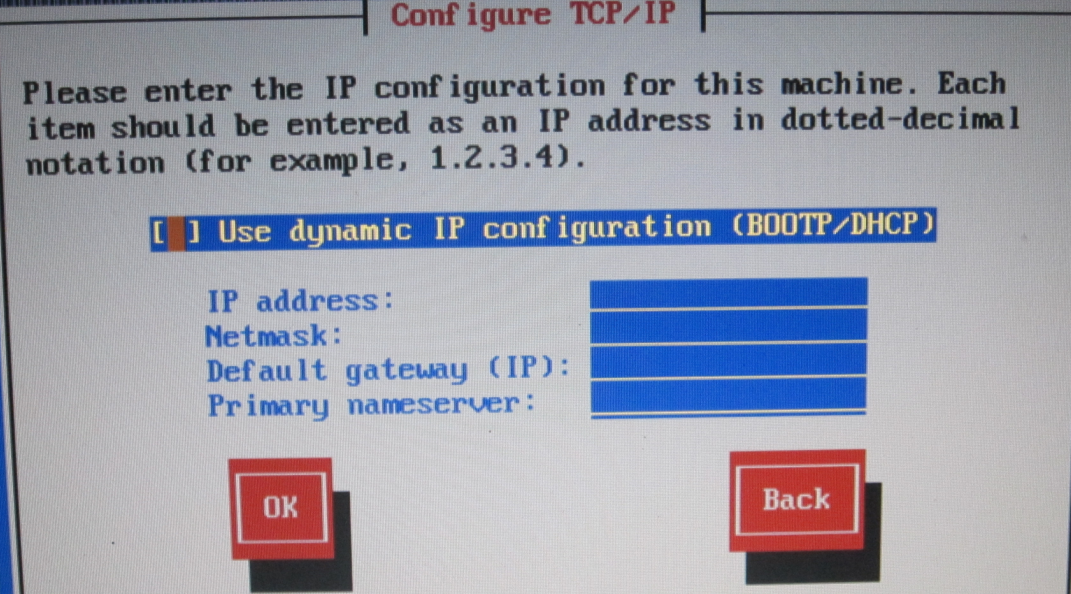 Configure TCP/IP
Please enter the IP configuration for this machine. Each
item should be entered as an IP address in dotted-decimal
notation (for example, 1.2.3.4).
[ ] Use dynamic IP configuration (BOOTP/DHCP)
IP address:
Netmask:
Default gateway (IP):
Primary nameserver:
OK Back